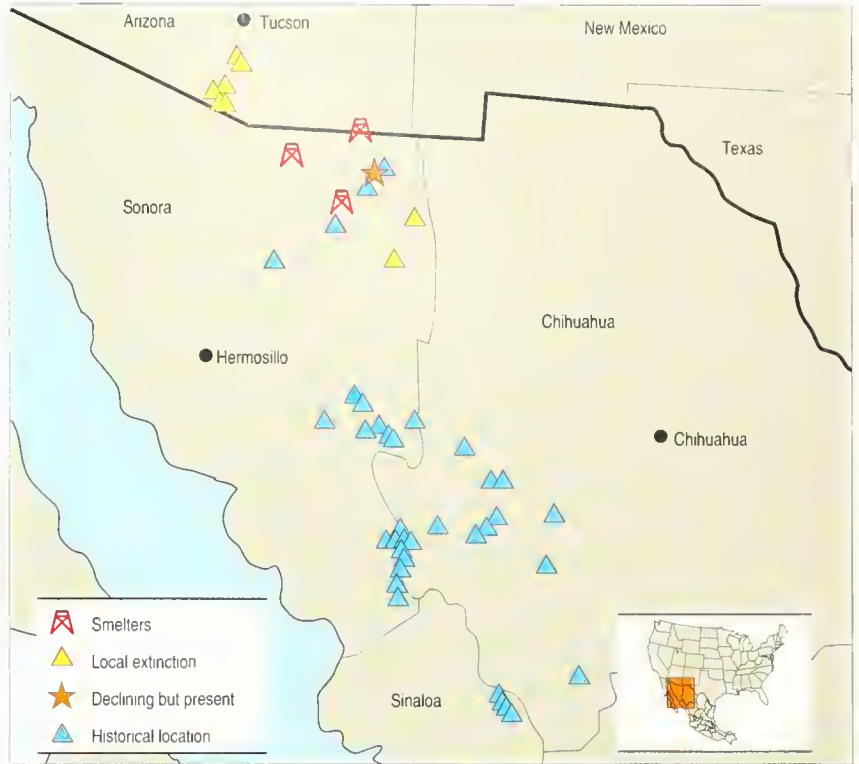 Arizona
Tucson
New Mexico
Texas
Sonora
Chihuahua
Hermosillo
Chihuahua
Smelters
Local extinction
Declining but present
Historical location
Sinaloa